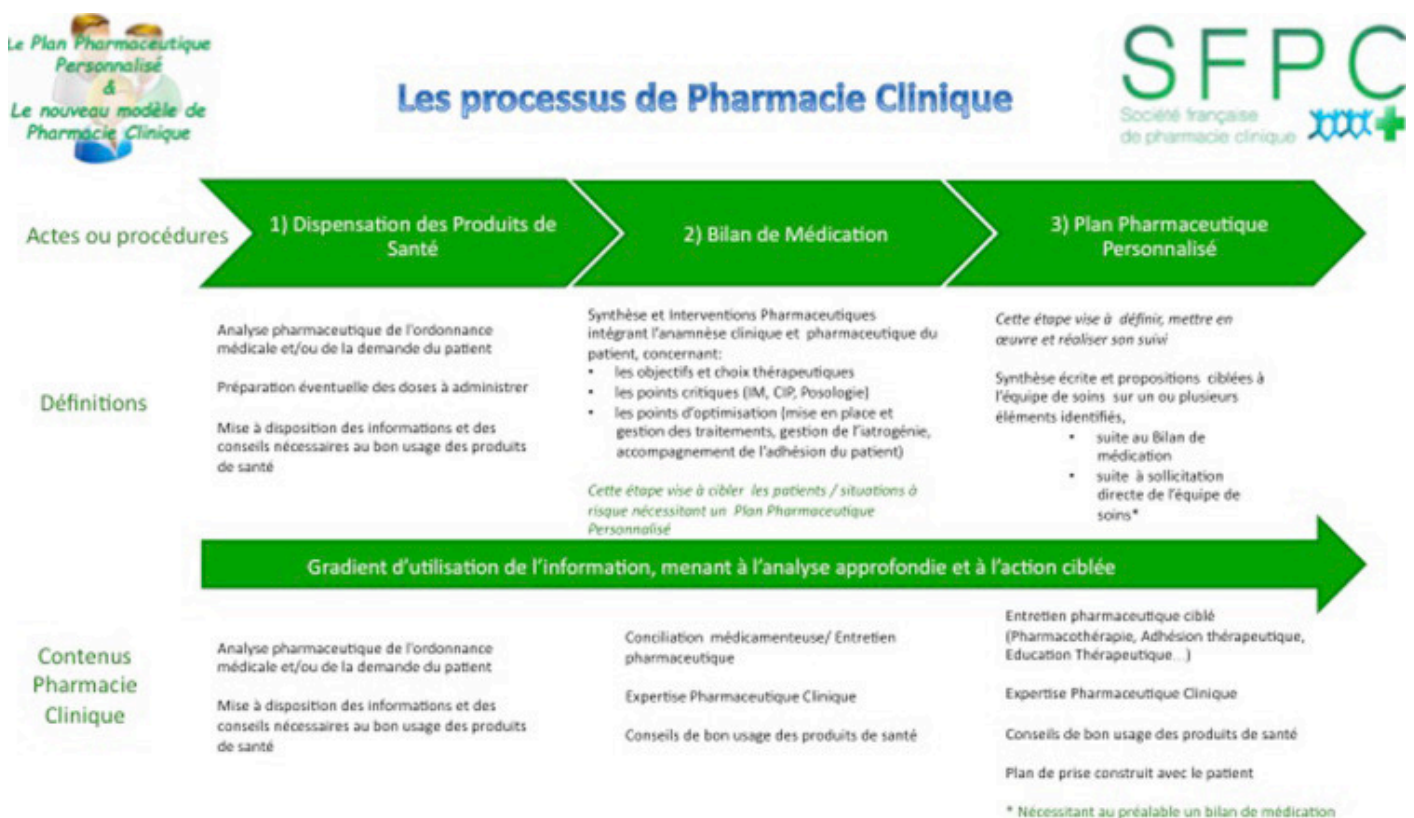 Le Plan Pharmaceutique
Personnalisé
&
Le nouveau modèle de
Pharmacie Clinique
Les processus de Pharmacie Clinique
SFPC
Société française
de pharmacie clinique
Actes ou procédures
1) Dispensation des Produits de
Santé
2) Bilan de Médication
3) Plan Pharmaceutique
Personnalisé
Définitions
Analyse pharmaceutique de l'ordonnance
médicale et/ou de la demande du patient
Préparation éventuelle des doses à administrer
Mise à disposition des informations et des
conseils nécessaires au bon usage des produits
de santé
Synthèse et Interventions Pharmaceutiques
intégrant l'anamnèse clinique et pharmaceutique du
patient, concernant:
• les objectifs et choix thérapeutiques
• les points critiques (IM, CIP, Posologie)
• les points d'optimisation (mise en place et
gestion des traitements, gestion de l'iatrogénie,
accompagnement de l'adhésion du patient)
Cette étape vise à cibler les patients / situations à
risque nécessitant un Plan Pharmaceutique
Personnalisé
Cette étape vise à définir, mettre en
œuvre et réaliser son suivi
Synthèse écrite et propositions ciblées à
l'équipe de soins sur un ou plusieurs
éléments identifiés,
• suite au Bilan de
médication
• suite à sollicitation
directe de l'équipe de
soins*
Gradient d'utilisation de l'information, menant à l'analyse approfondie et à l'action ciblée
Contenus
Pharmacie
Clinique
Analyse pharmaceutique de l'ordonnance
médicale et/ou de la demande du patient
Mise à disposition des informations et des
conseils nécessaires au bon usage des produits
de santé
Conciliation médicamenteuse/ Entretien
pharmaceutique
Expertise Pharmaceutique Clinique
Conseils de bon usage des produits de santé
Entretien pharmaceutique ciblé
(Pharmacothérapie, Adhésion thérapeutique,
Education Thérapeutique...)
Expertise Pharmaceutique Clinique
Conseils de bon usage des produits de santé
Plan de prise construit avec le patient
* Nécessitant au préalable un bilan de médication